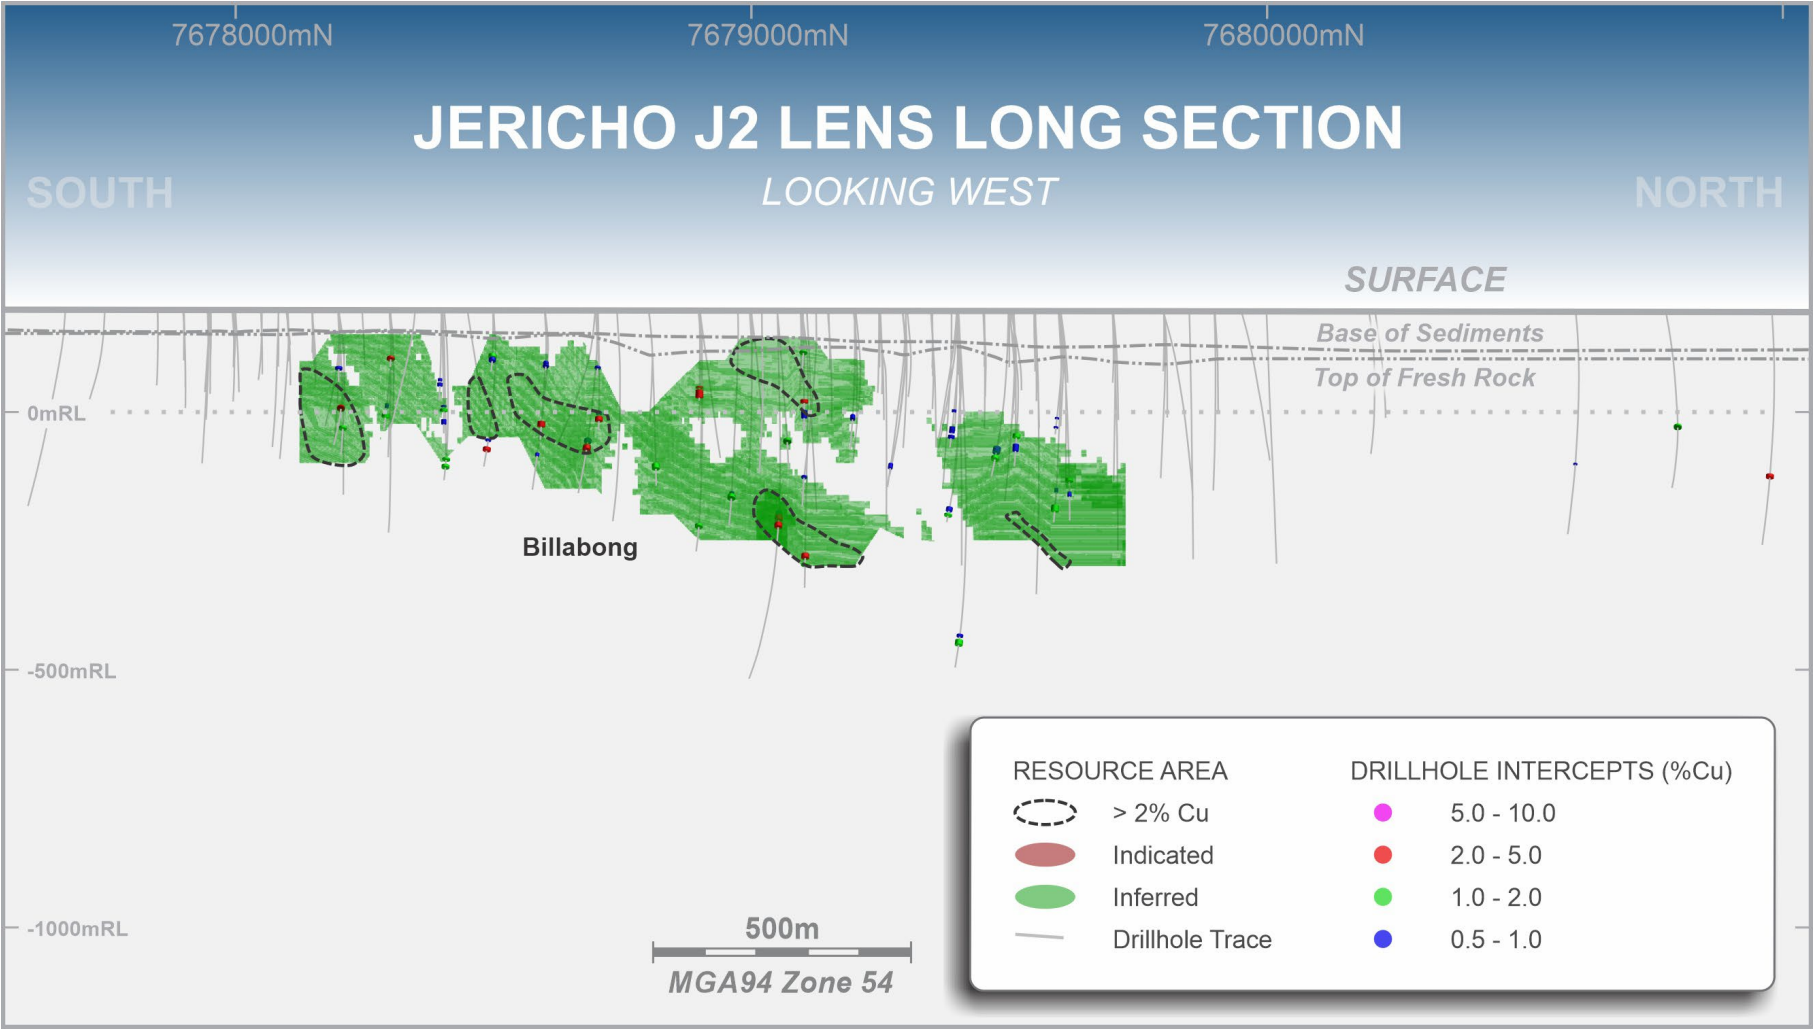 7678000mN 7679000mN 7680000mN
JERICHO J2 LENS LONG SECTION
SOUTH LOOKING WEST NORTH
SURFACE
Base of Sediments
Top of Fresh Rock
0mRL
Billabong
-500mRL
RESOURCE AREA DRILLHOLE INTERCEPTS (%Cu)
> 2% Cu 5.0 - 10.0
Indicated 2.0 - 5.0
Inferred 1.0 - 2.0
-1000mRL 500m Drillhole Trace 0.5 - 1.0
MGA94 Zone 54